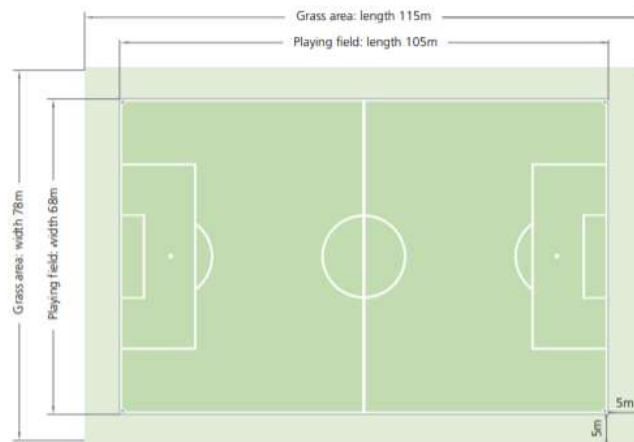 Grass area: length 115m
Playing field: length 105m
Grass area: width 78m
Playing field: width 68m
5m
5m